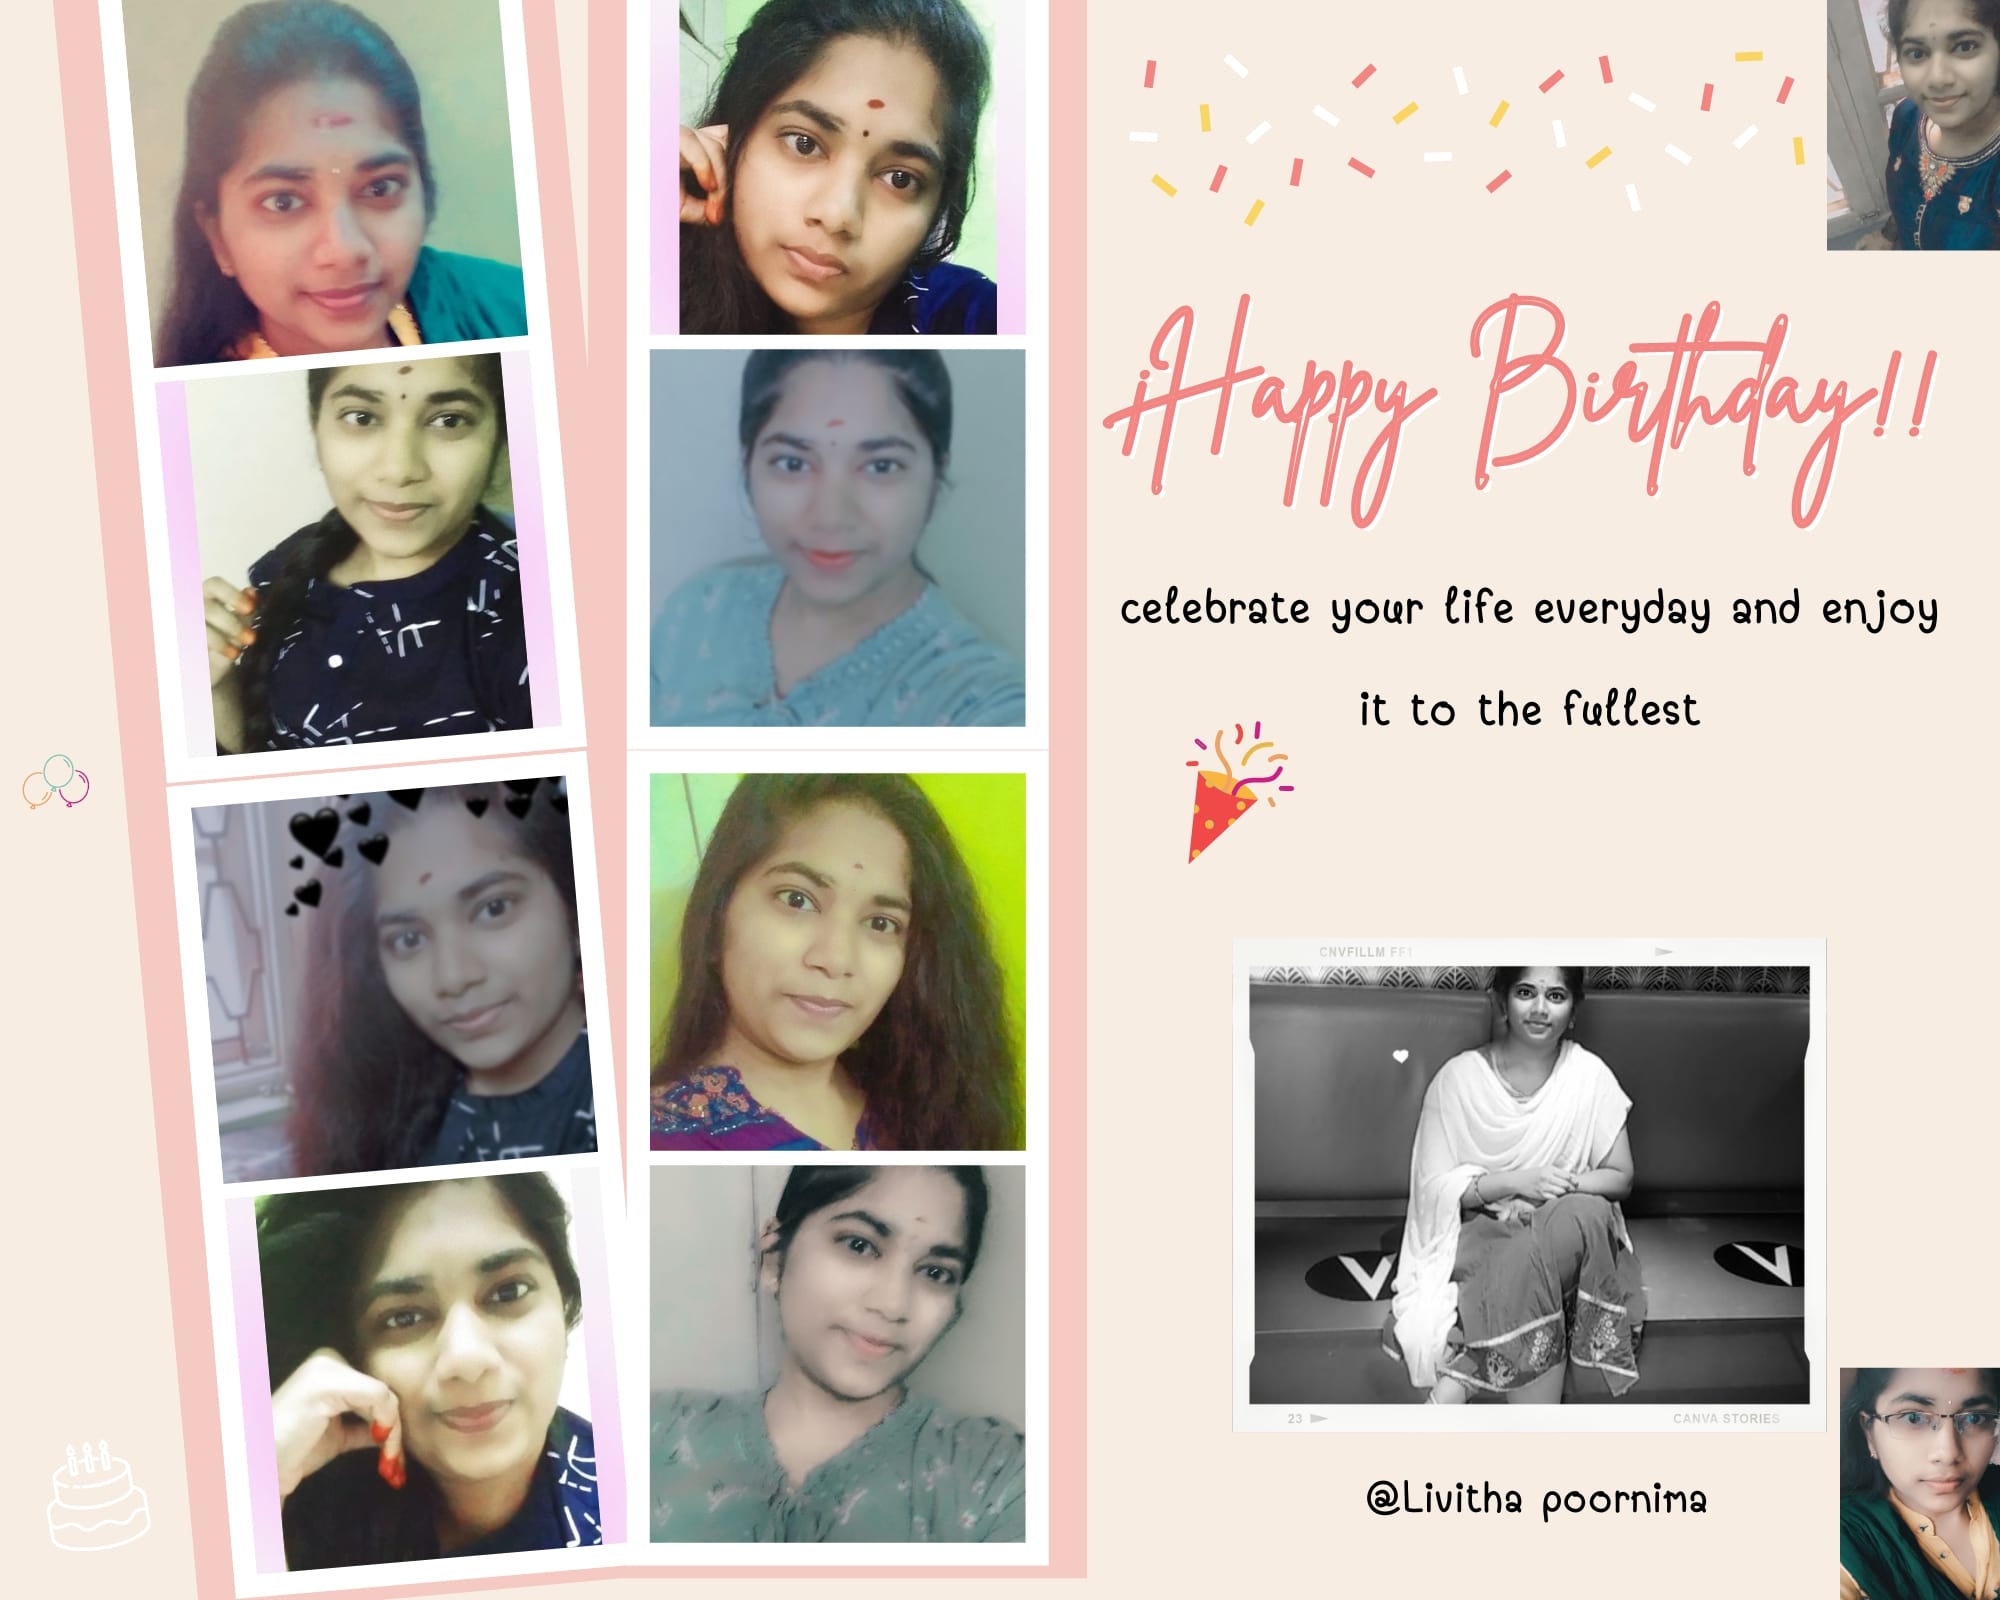 ¡Happy Birthday!!
celebrate your life everyday and enjoy
it to the fullest
CNVFILLM FF1
V V
23 CANVA STORIES
@Livitha poornima